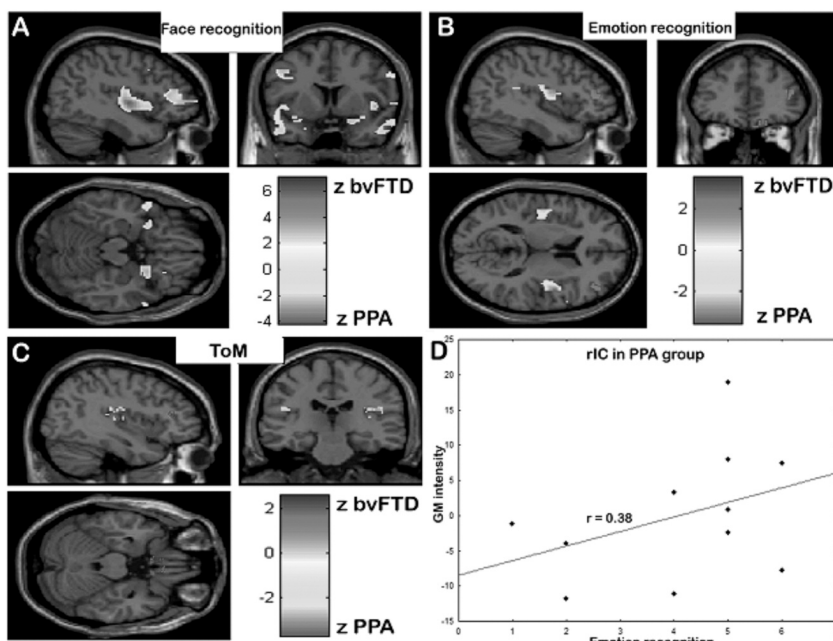 A
Face recognition
6
4
2
0
-2
-4
z bvFTD
z PPA
B
Emotion recognition
2
0
-2
z bvFTD
z PPA
C
ToM
2
0
-2
z bvFTD
z PPA
D
rIC in PPA group
GM intensity
25
20
15
10
5
0
-5
-10
-15
r = 0.38
0 1 2 3 4 5 6
Emotion recognition